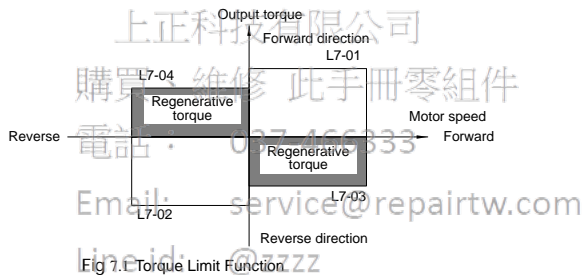 Output torque
上正科技有限公司
Forward direction
L7-01
L7-04
購買、維修 此手冊零組件
Regenerative
torque
Motor speed
Reverse
Forward
電話： 037-466333
Regenerative
torque
L7-03
Email: service@repairtw.com
L7-02
Reverse direction
Line id: @zzzz
Fig 7.1 Torque Limit Function